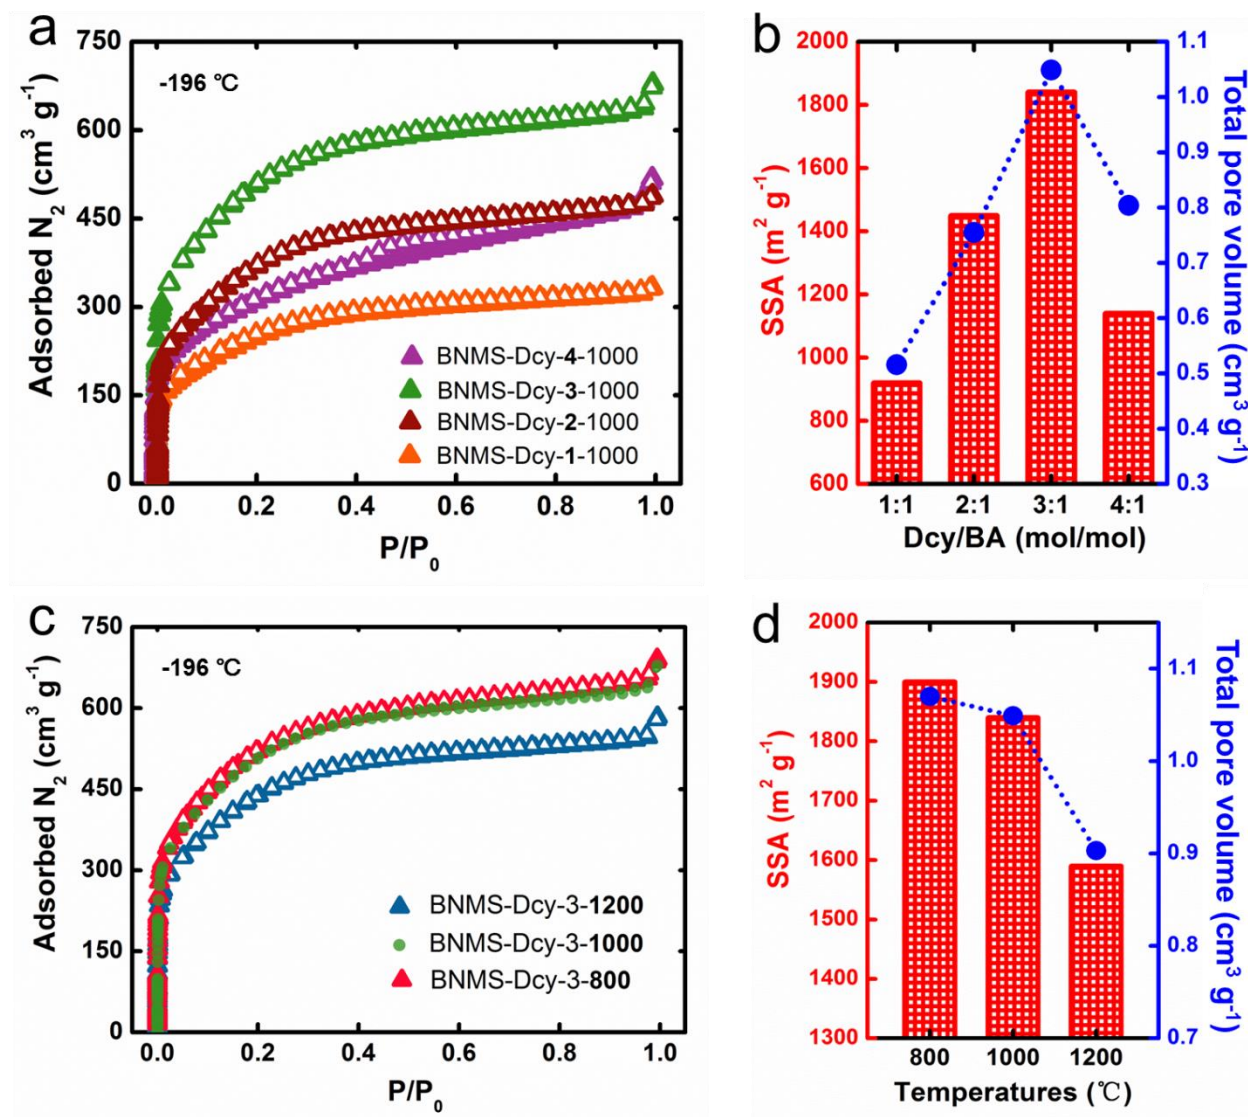 a
750
600
450
300
150
0
Adsorbed N2 (cm3 g-1)
-196 ℃
BNMS-Dcy-4-1000
BNMS-Dcy-3-1000
BNMS-Dcy-2-1000
BNMS-Dcy-1-1000
0.0 0.2 0.4 0.6 0.8 1.0
P/P0
b
2000
1800
1600
1400
1200
1000
800
600
SSA (m2 g-1)
1.1
1.0
0.9
0.8
0.7
0.6
0.5
0.4
0.3
Total pore volume (cm3 g-1)
1:1 2:1 3:1 4:1
Dcy/BA (mol/mol)
c
750
600
450
300
150
0
Adsorbed N2 (cm3 g-1)
-196 ℃
BNMS-Dcy-3-1200
BNMS-Dcy-3-1000
BNMS-Dcy-3-800
0.0 0.2 0.4 0.6 0.8 1.0
P/P0
d
2000
1900
1800
1700
1600
1500
1400
1300
SSA (m2 g-1)
1.1
1.0
0.9
0.8
0.7
Total pore volume (cm3 g-1)
800 1000 1200
Temperatures (℃)